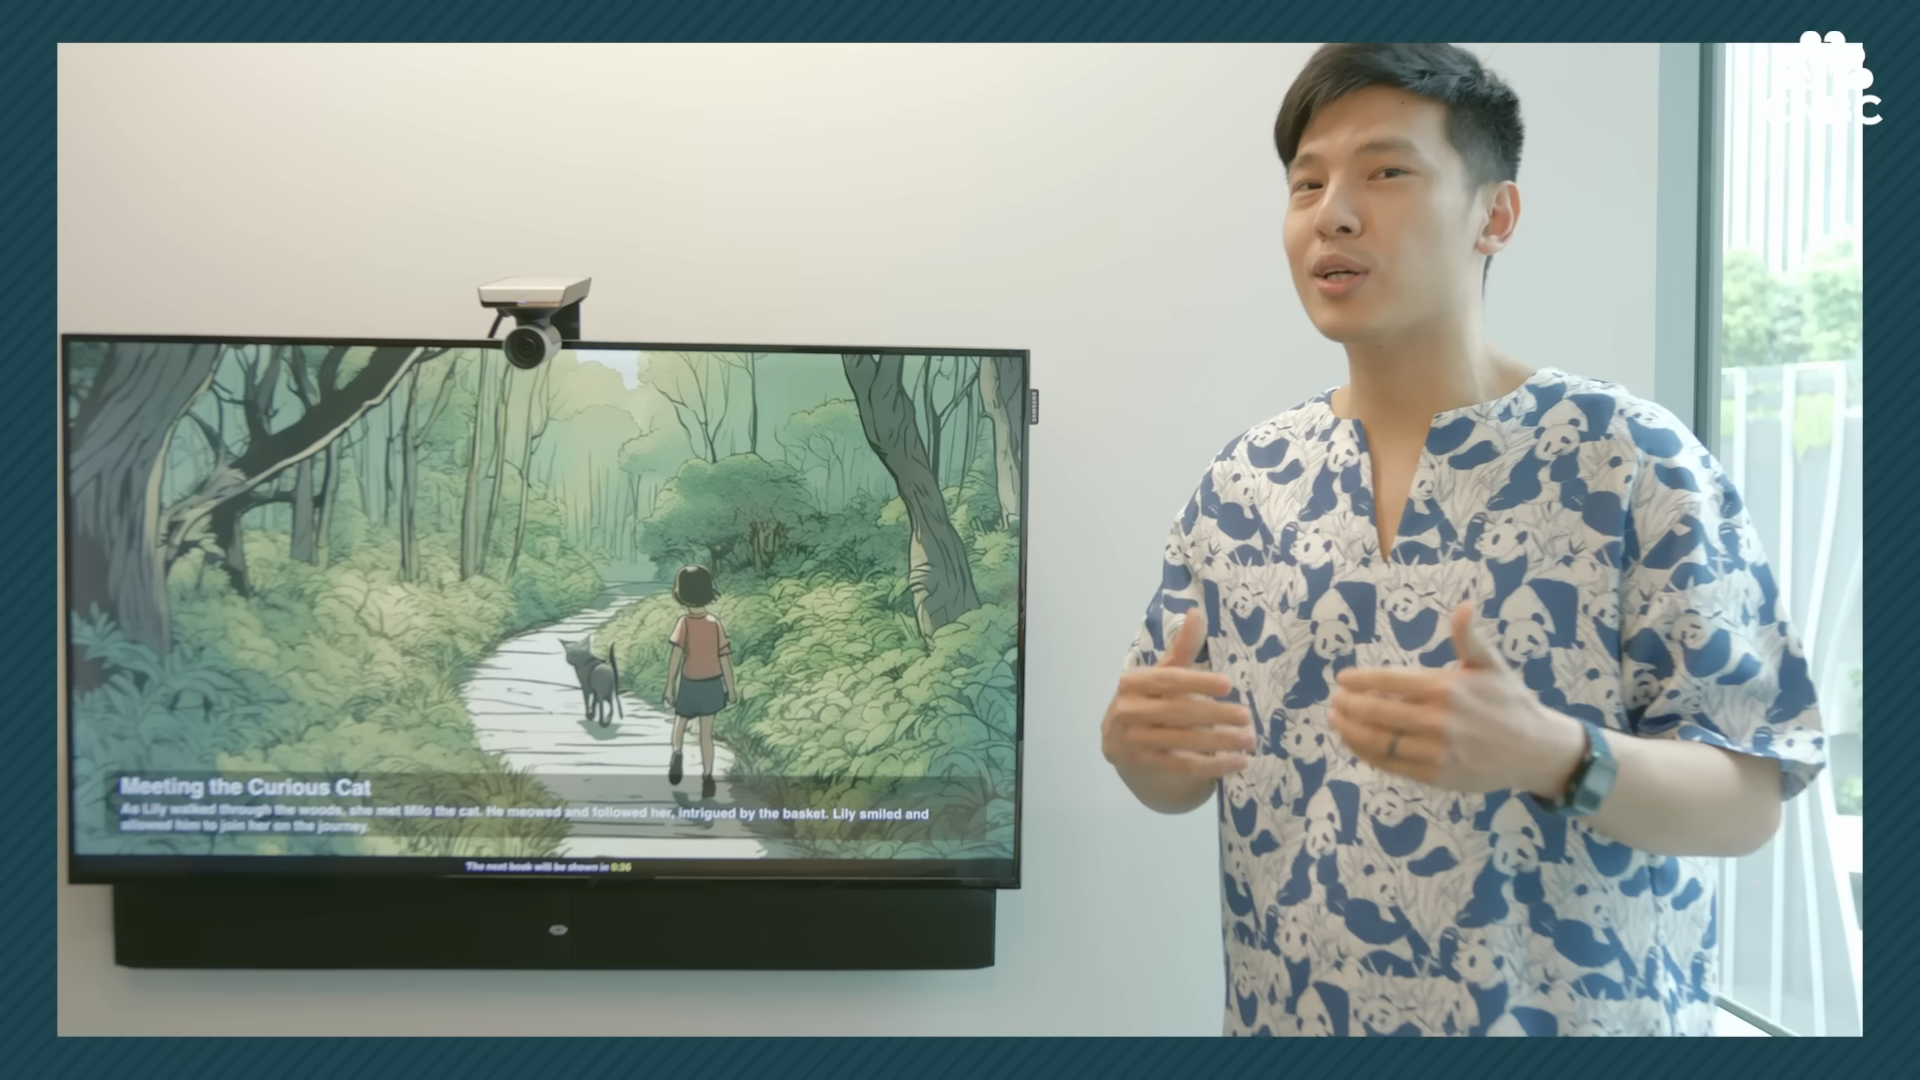 SAMSUNG
Meeting the Curious Cat
As Lily walked through the woods, she met Milo the cat. He meowed and followed her, intrigued by the basket. Lily smiled and
allowed him to join her on the journey.
The next book will be shown in 0:36